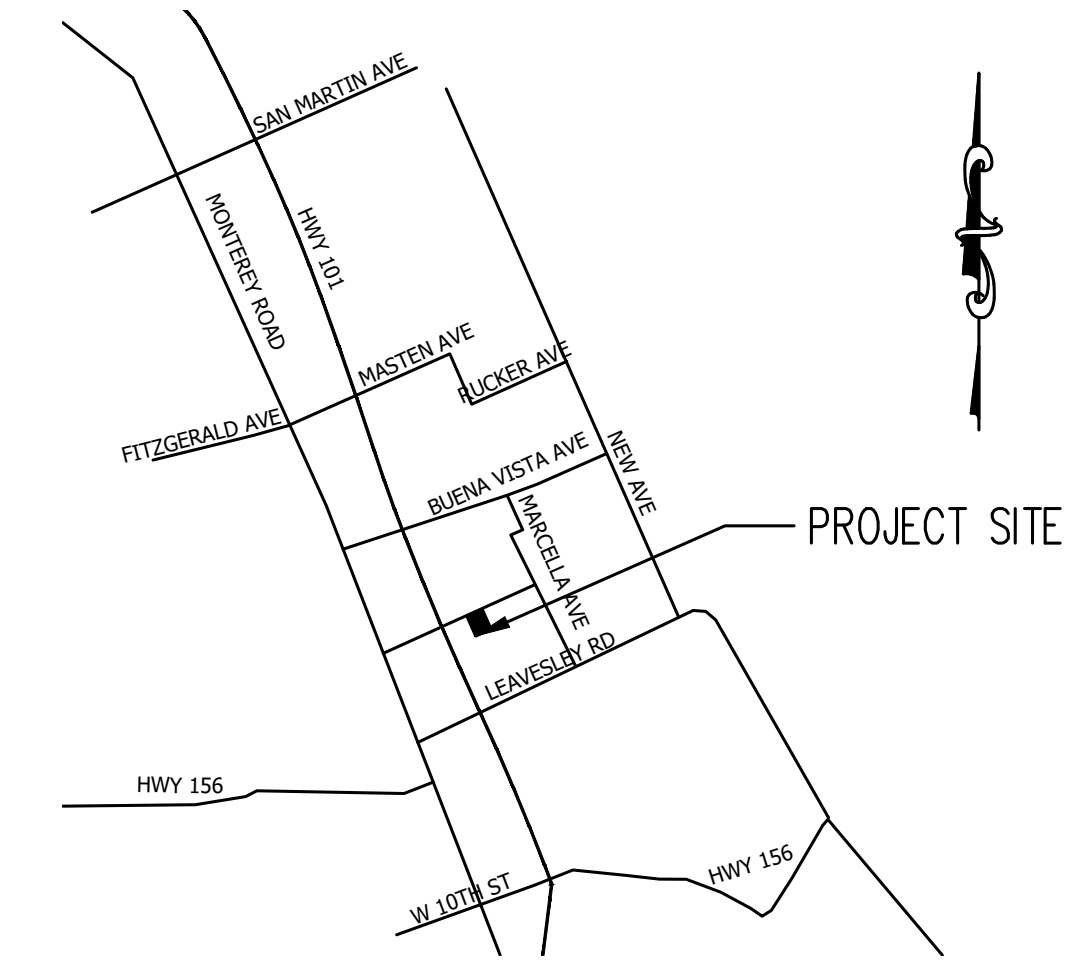 SAN MARTIN AVE
MONTEREY ROAD
HWY 101
MASTEN AVE
RUCKER AVE
FITZGERALD AVE
BUENA VISTA AVE
NEW AVE
MARCELLA AVE
PROJECT SITE
LEAVESLEY RD
HWY 156
HWY 156
W 10TH ST